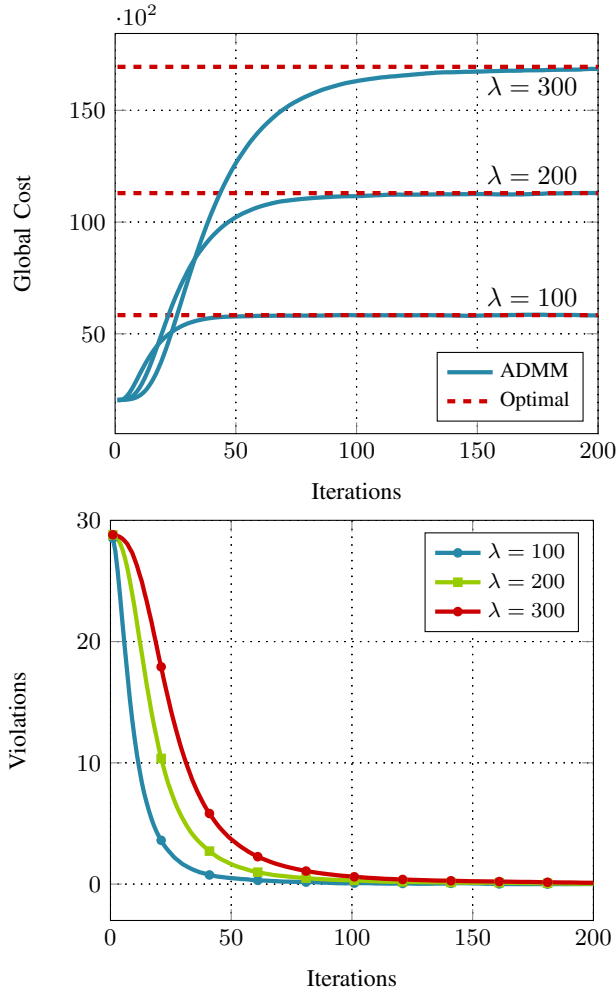 ·10²
150
100
50
0
50
100
150
200
Global Cost
Iterations
λ = 300
λ = 200
λ = 100
ADMM
Optimal
30
20
10
0
0
50
100
150
200
Violations
Iterations
λ = 100
λ = 200
λ = 300